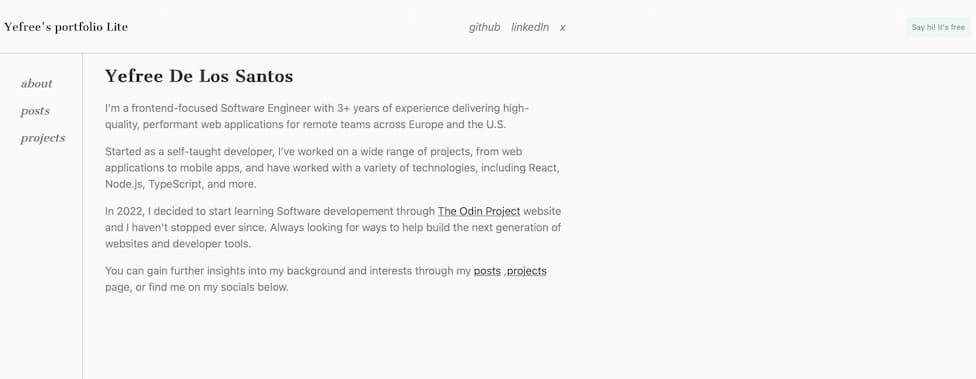 Yefree's portfolio Lite
github linkedIn x
Say hi! It's free
about
posts
projects
Yefree De Los Santos
I'm a frontend-focused Software Engineer with 3+ years of experience delivering high-
quality, performant web applications for remote teams across Europe and the U.S.
Started as a self-taught developer, I've worked on a wide range of projects, from web
applications to mobile apps, and have worked with a variety of technologies, including React,
Node.js, TypeScript, and more.
In 2022, I decided to start learning Software developement through The Odin Project website
and I haven't stopped ever since. Always looking for ways to help build the next generation of
websites and developer tools.
You can gain further insights into my background and interests through my posts ,projects
page, or find me on my socials below.